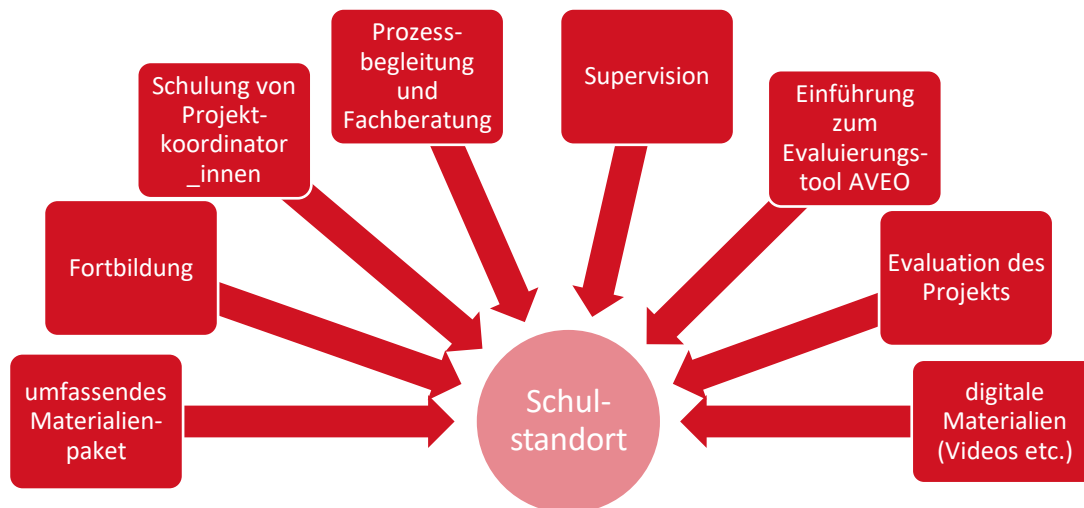 umfassendes
Materialien-
paket
Fortbildung
Schulung von
Projekt-
koordinator
_innen
Prozess-
begleitung
und
Fachberatung
Supervision
Einführung
zum
Evaluierungs-
tool AVEO
Evaluation des
Projekts
digitale
Materialien
(Videos etc.)
Schul-
standort